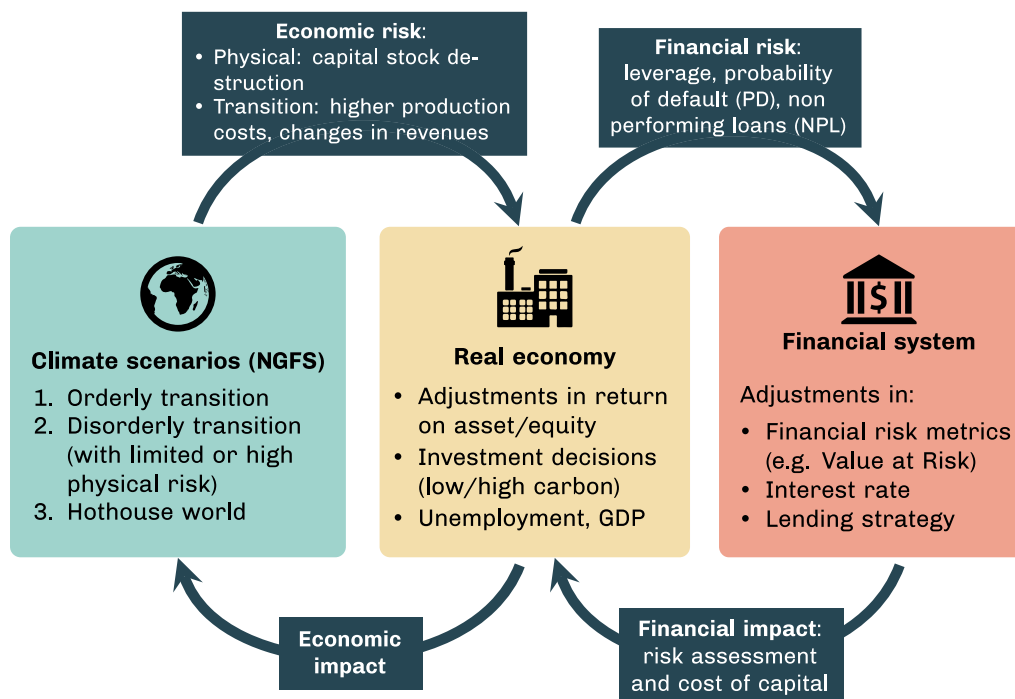 Economic risk:
• Physical: capital stock de-
struction
• Transition: higher production
costs, changes in revenues
Financial risk:
leverage, probability
of default (PD), non
performing loans (NPL)
Climate scenarios (NGFS)
1. Orderly transition
2. Disorderly transition
(with limited or high
physical risk)
3. Hothouse world
Real economy
• Adjustments in return
on asset/equity
• Investment decisions
(low/high carbon)
• Unemployment, GDP
$
Financial system
Adjustments in:
• Financial risk metrics
(e.g. Value at Risk)
• Interest rate
• Lending strategy
Economic
impact
Financial impact:
risk assessment
and cost of capital